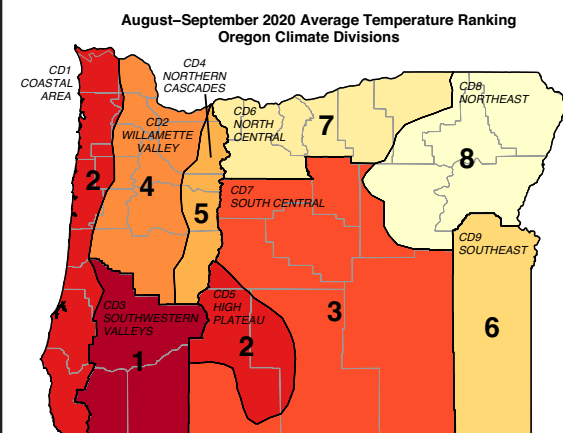 August–September 2020 Average Temperature Ranking
Oregon Climate Divisions
CD1
COASTAL
AREA
CD4
NORTHERN
CASCADES
CD2
WILLAMETTE
VALLEY
CD6
NORTH
CENTRAL
7
CD8
NORTHEAST
8
2
4
5
CD7
SOUTH CENTRAL
CD9
SOUTHEAST
CD3
SOUTHWESTERN
VALLEYS
CD5
HIGH
PLATEAU
3
6
1
2